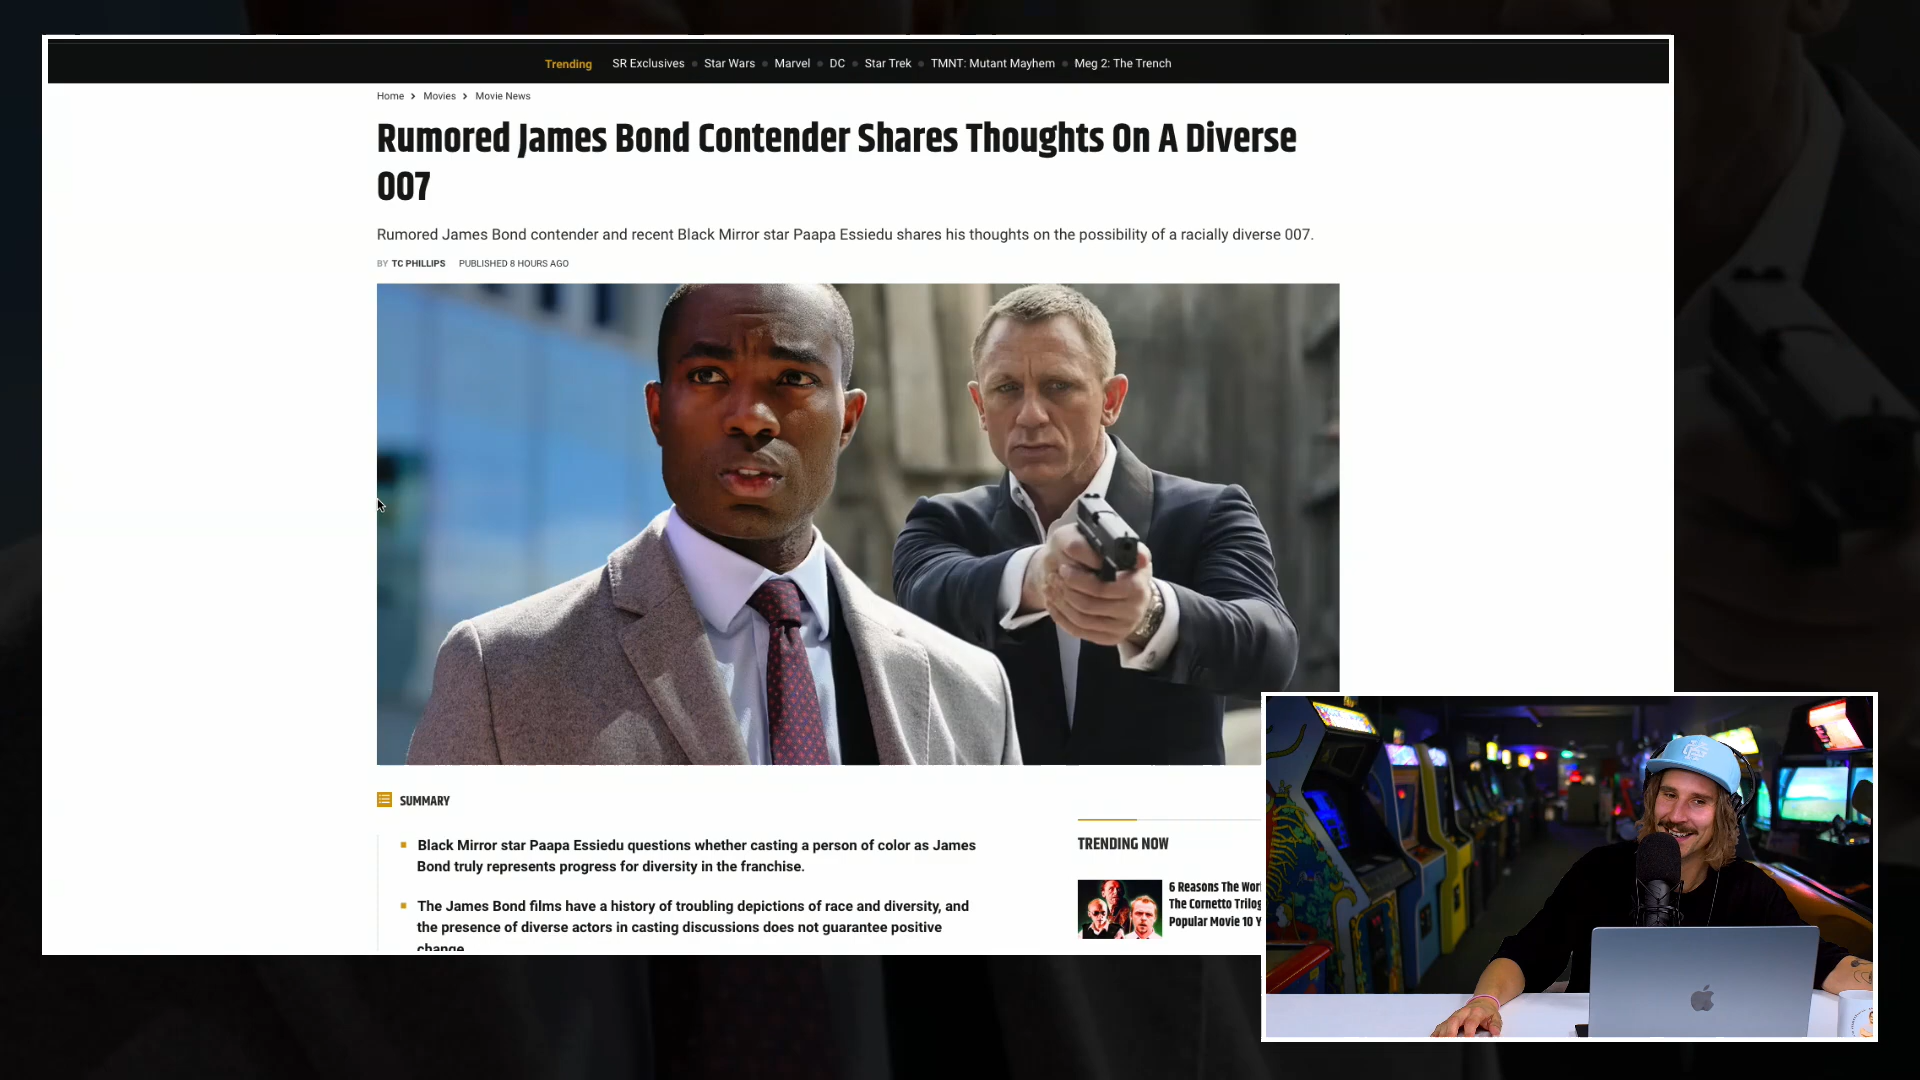 Trending SR Exclusives Star Wars Marvel DC Star Trek TMNT: Mutant Mayhem Meg 2: The Trench
Home > Movies > Movie News
Rumored James Bond Contender Shares Thoughts On A Diverse
007
Rumored James Bond contender and recent Black Mirror star Paapa Essiedu shares his thoughts on the possibility of a racially diverse 007.
BY TC PHILLIPS PUBLISHED 8 HOURS AGO
SUMMARY
Black Mirror star Paapa Essiedu questions whether casting a person of color as James
Bond truly represents progress for diversity in the franchise.
The James Bond films have a history of troubling depictions of race and diversity, and
the presence of diverse actors in casting discussions does not guarantee positive
change.
TRENDING NOW
6 Reasons The
The Cornetto
Popular Movie 10